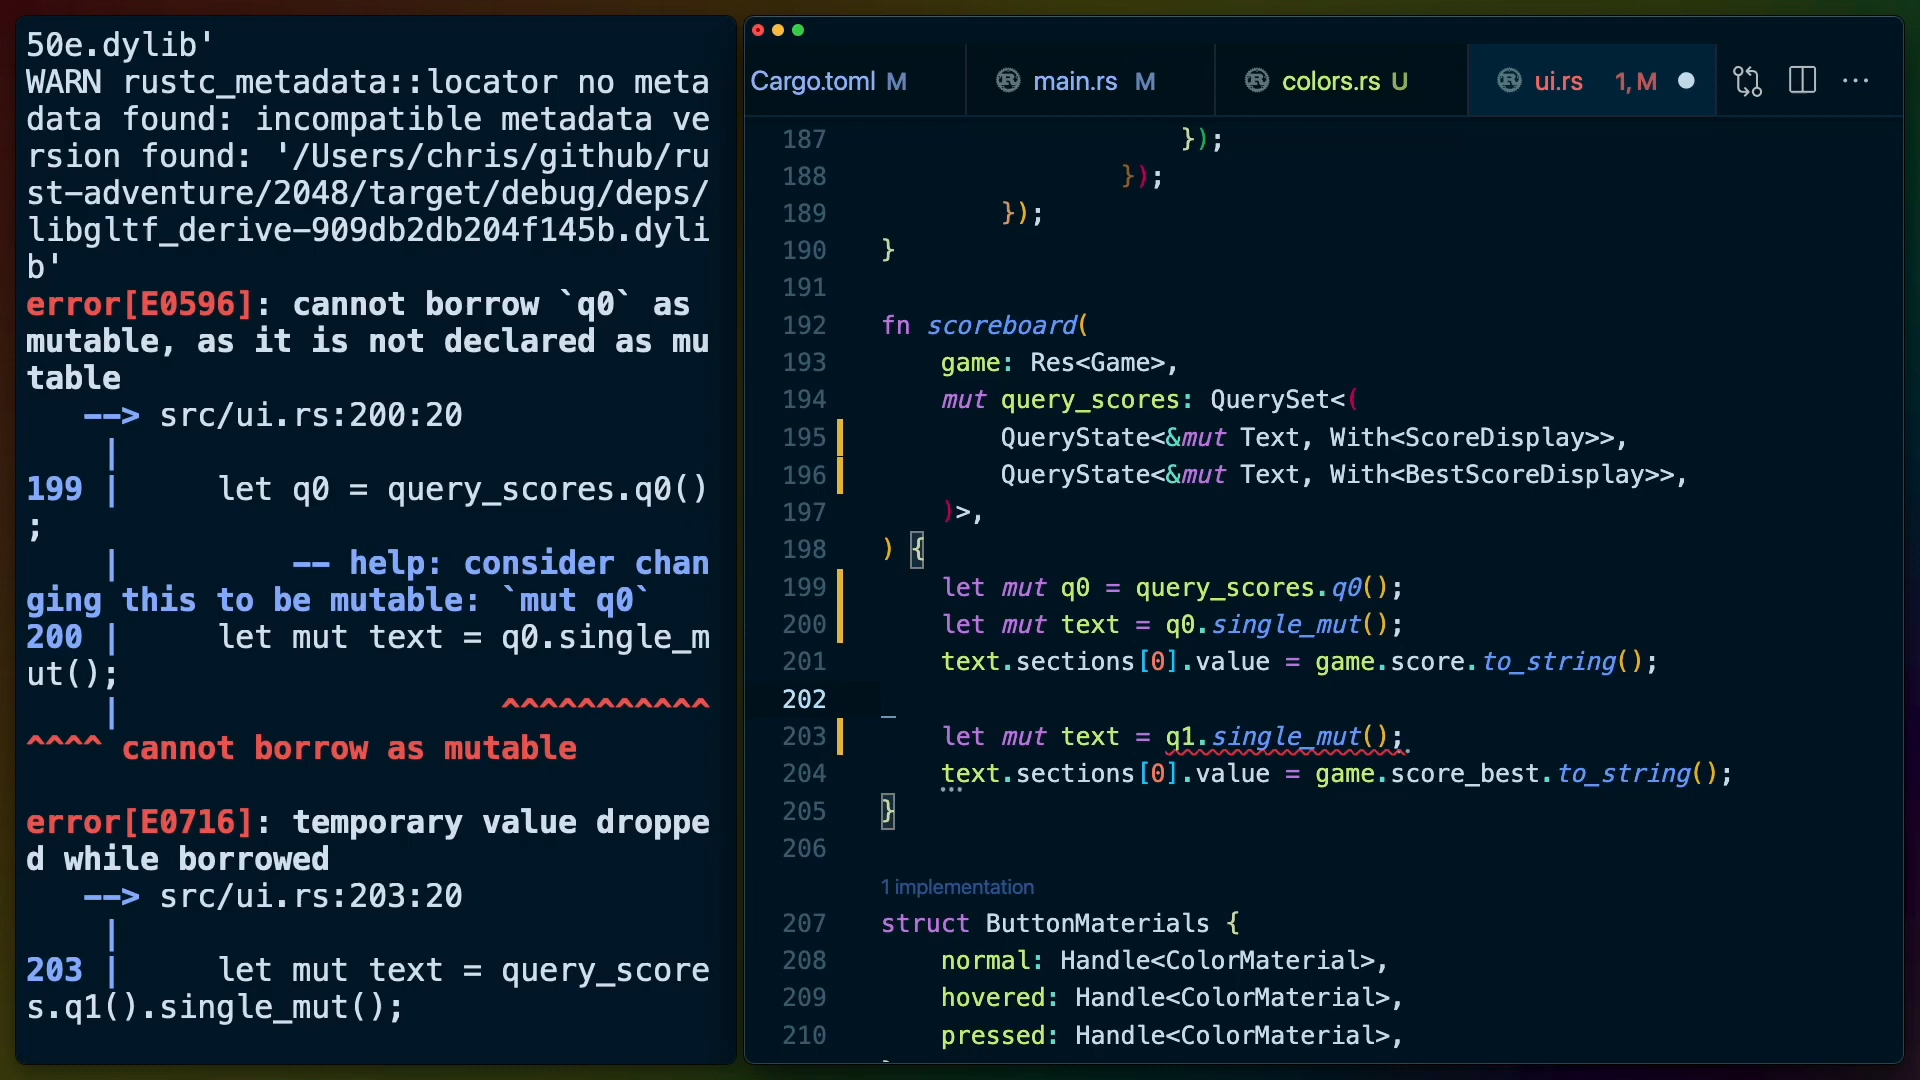 50e.dylib'
WARN rustc_metadata::locator no meta
data found: incompatible metadata ve
rsion found: '/Users/chris/github/ru
st-adventure/2048/target/debug/deps/
libgltf_derive-909db2db204f145b.dyli
b'
error[E0596]: cannot borrow `q0` as
mutable, as it is not declared as mu
table
--> src/ui.rs:200:20
|
199 | let q0 = query_scores.q0()
;
| -- help: consider chan
ging this to be mutable: `mut q0`
200 | let mut text = q0.single_m
ut();
| ^^^^^^^^^^^
^^^^ cannot borrow as mutable
error[E0716]: temporary value droppe
d while borrowed
--> src/ui.rs:203:20
|
203 | let mut text = query_score
s.q1().single_mut();
Cargo.toml M main.rs M colors.rs U ui.rs 1, M ● ···
187 });
188 });
189 });
190 }
191
192 fn scoreboard(
193 game: Res<Game>,
194 mut query_scores: QuerySet<(
195 QueryState<&mut Text, With<ScoreDisplay>>,
196 QueryState<&mut Text, With<BestScoreDisplay>>,
197 )>,
198 ) {
199 let mut q0 = query_scores.q0();
200 let mut text = q0.single_mut();
201 text.sections[0].value = game.score.to_string();
202
203 let mut text = q1.single_mut();
204 text.sections[0].value = game.score_best.to_string();
205 }
206
1 implementation
207 struct ButtonMaterials {
208 normal: Handle<ColorMaterial>,
209 hovered: Handle<ColorMaterial>,
210 pressed: Handle<ColorMaterial>,